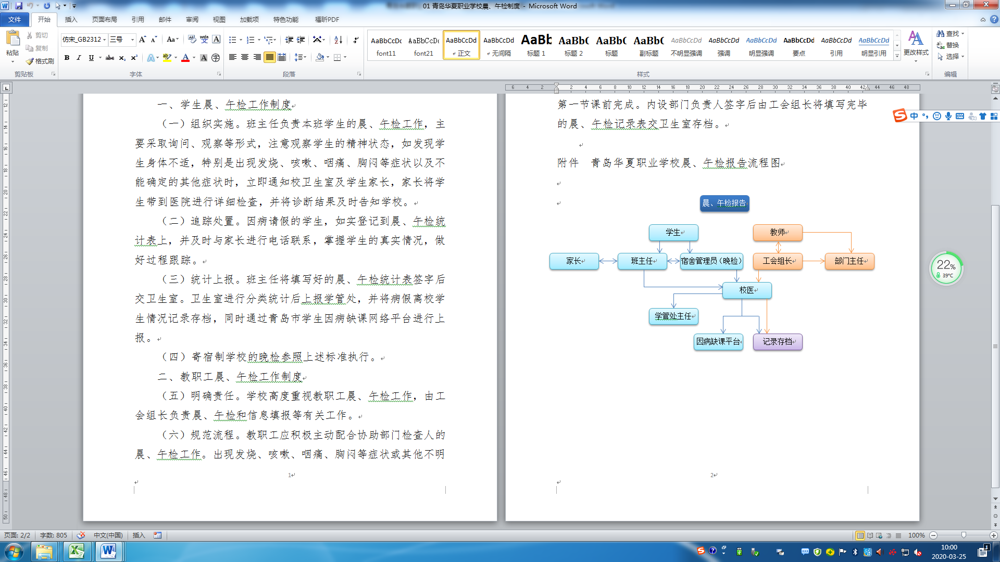 01 青岛华夏职业学校晨、午检制度 - Microsoft Word
文件 开始 插入 页面布局 引用 邮件 审阅 视图 加载项 特色功能 福昕PDF
粘贴 剪切 复制 格式刷
仿宋_GB2312 三号
AaBbCcDc AaBbCcDc AaBbCcDd AaBbCcDd AaBb AaBbC AaBbC AaBbC AaBbCcDd AaBbCcDd AaBbCcDd AaBbCcDd AaBbCcDd AaBbCcDd
font11 font21 正文 无间隔 标题 1 标题 2 标题 副标题 不明显强调 强调 明显强调 要点 引用 明显引用
更改样式 查找 替换 选择
剪贴板 字体 段落 样式 编辑
6 4 2 2 4 6 8 10 12 14 16 18 20 22 24 26 28 30 32 34 36 38 40 42 44 46 48
一、学生晨、午检工作制度
（一）组织实施。班主任负责本班学生的晨、午检工作，主
要采取询问、观察等形式，注意观察学生的精神状态，如发现学
生身体不适，特别是出现发烧、咳嗽、咽痛、胸闷等症状以及不
能确定的其他症状时，立即通知校卫生室及学生家长，家长将学
生带到医院进行详细检查，并将诊断结果及时告知学校。
（二）追踪处置。因病请假的学生，如实登记到晨、午检统
计表上，并及时与家长进行电话联系，掌握学生的真实情况，做
好过程跟踪。
（三）统计上报。班主任将填写好的晨、午检统计表签字后
交卫生室。卫生室进行分类统计后上报学管处，并将病假离校学
生情况记录存档，同时通过青岛市学生因病缺课网络平台进行上
报。
（四）寄宿制学校的晚检参照上述标准执行。
二、教职工晨、午检工作制度
（五）明确责任。学校高度重视教职工晨、午检工作，由工
会组长负责晨、午检和信息填报等有关工作。
（六）规范流程。教职工应积极主动配合协助部门检查人的
晨、午检工作。出现发烧、咳嗽、咽痛、胸闷等症状或其他不明
1
第一节课前完成。内设部门负责人签字后由工会组长将填写完毕
的晨、午检记录表交卫生室存档。
附件 青岛华夏职业学校晨、午检报告流程图
晨、午检报告
学生 教师
家长 班主任 宿舍管理员（晚检） 工会组长 部门主任
校医
学管处主任
因病缺课平台 记录存档
2
中
22%
39°C
页面: 2/2 字数: 805 中文(中国) 插入 100%
10:00
2020-03-25
1